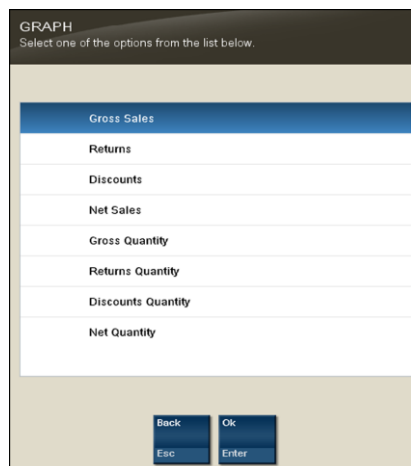 GRAPH
Select one of the options from the list below.
Gross Sales
Returns
Discounts
Net Sales
Gross Quantity
Returns Quantity
Discounts Quantity
Net Quantity
Back Ok
Esc Enter